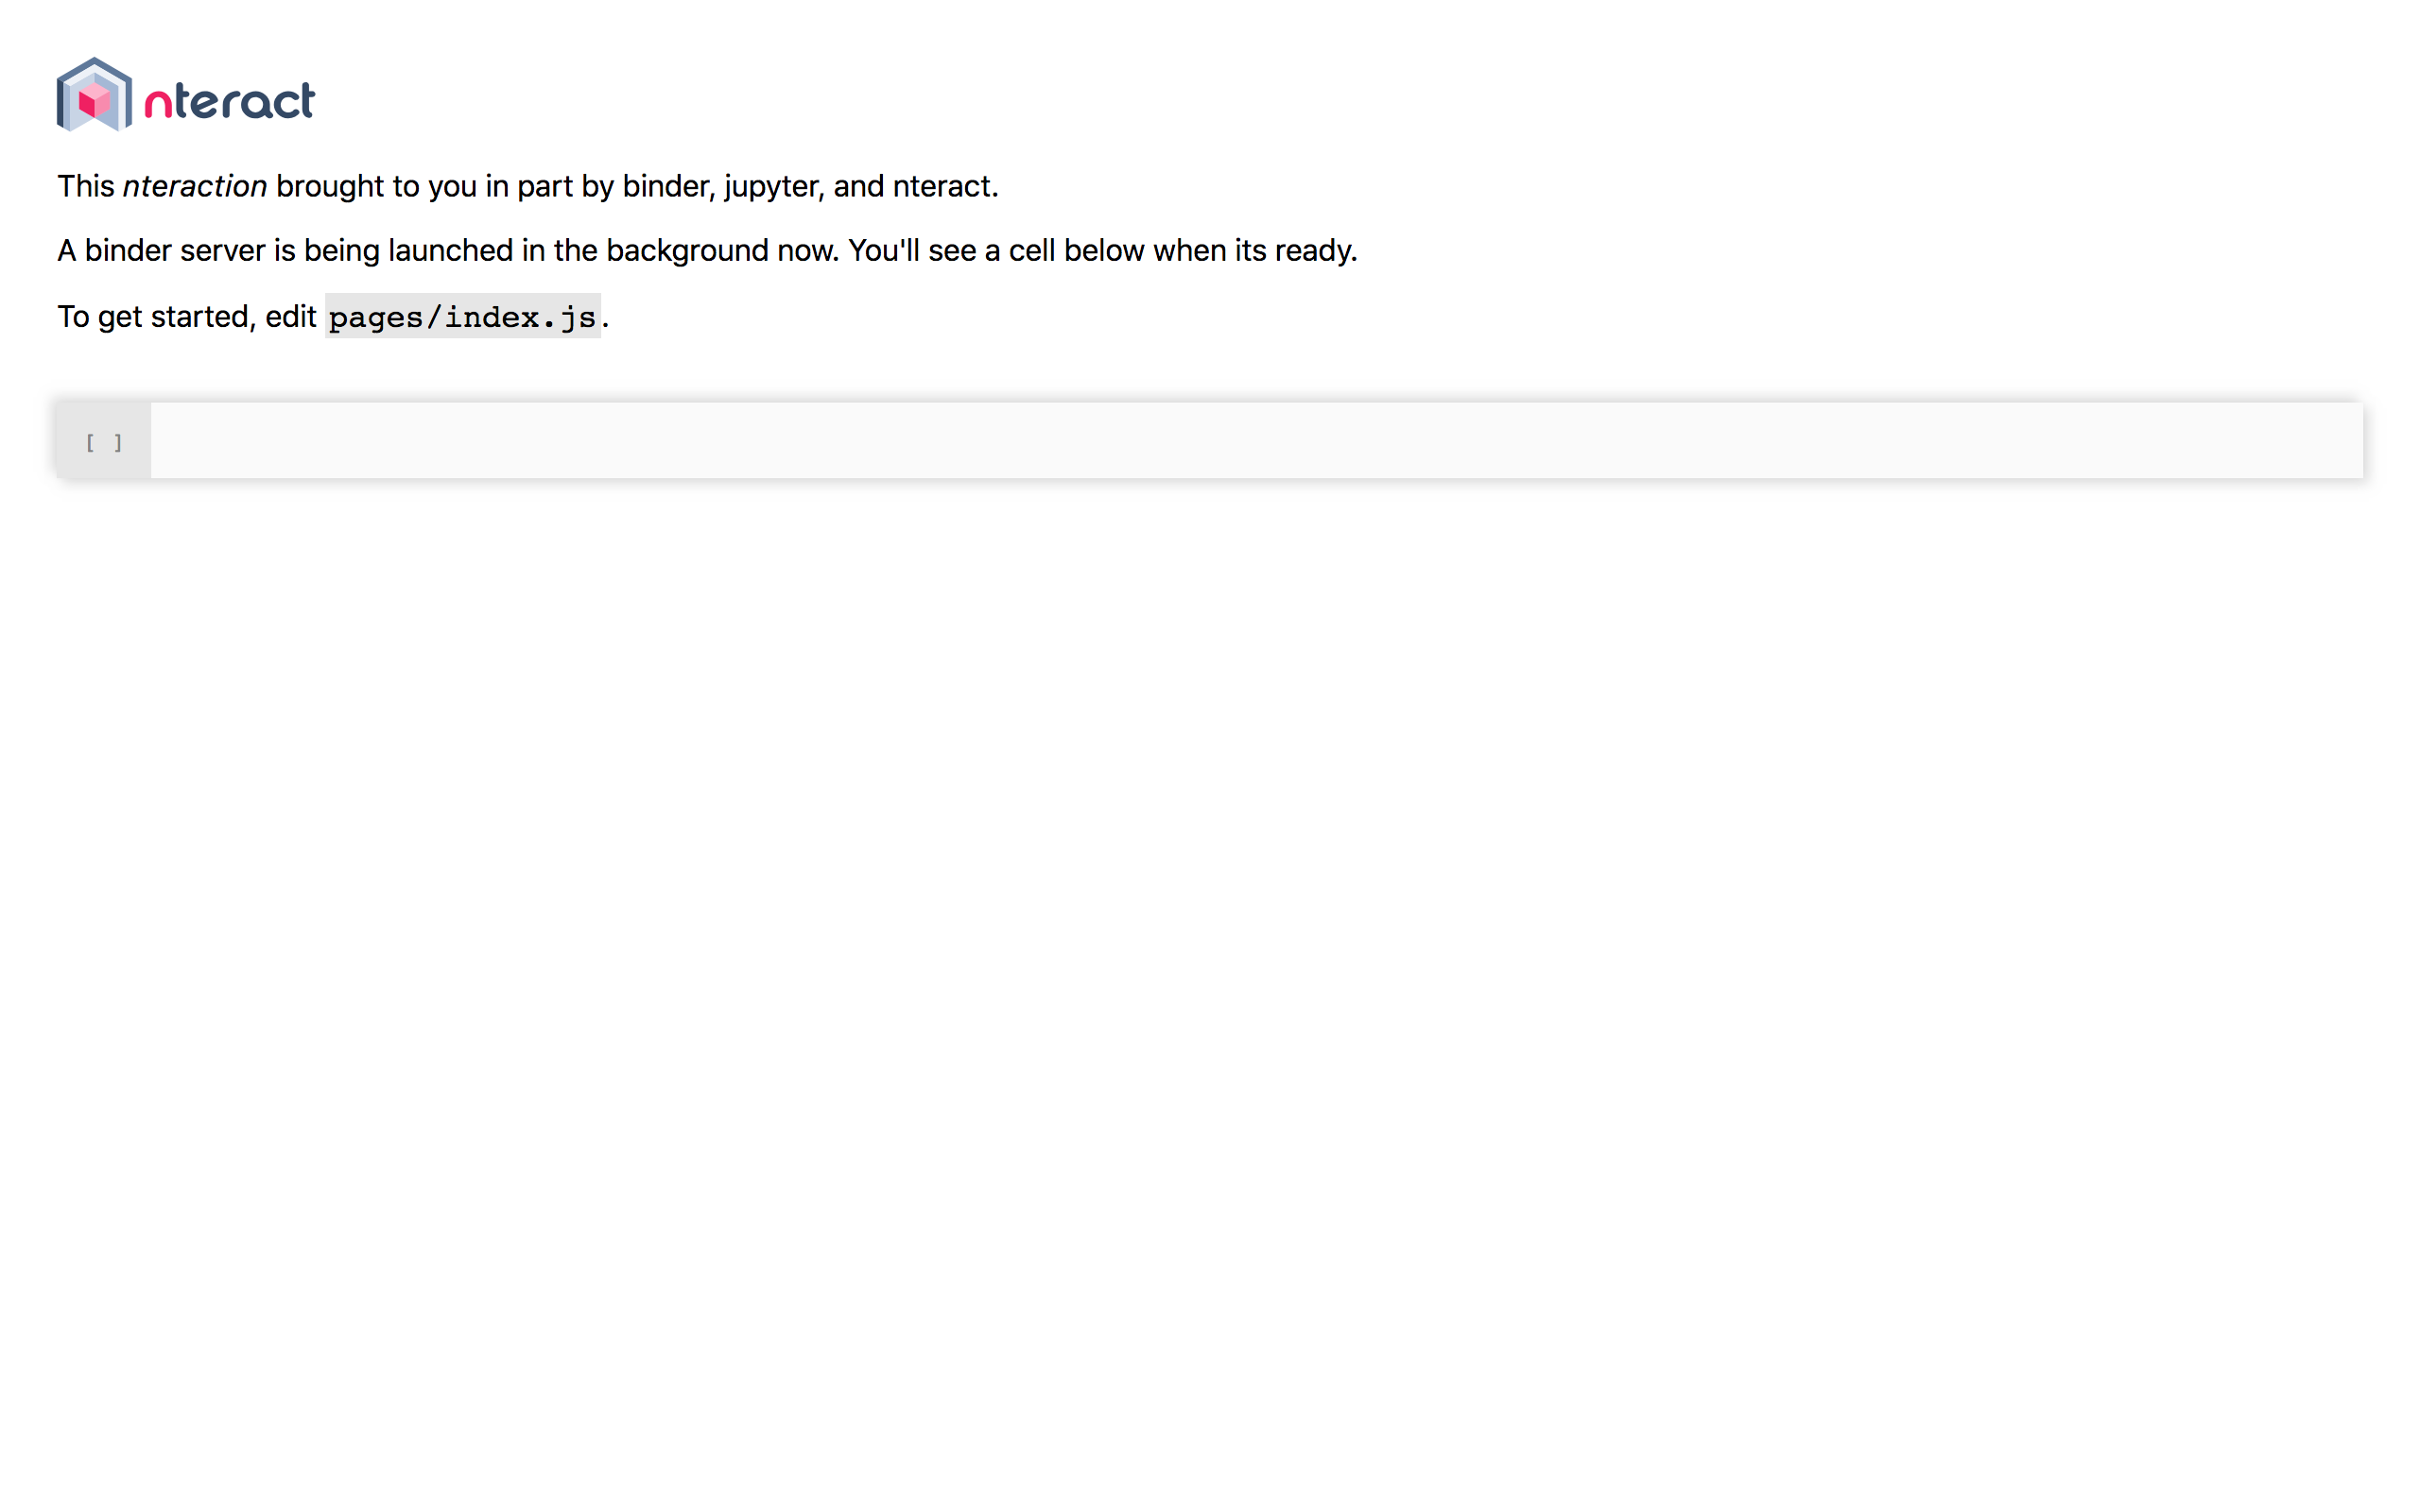 nteract
This nteraction brought to you in part by binder, jupyter, and nteract.
A binder server is being launched in the background now. You'll see a cell below when its ready.
To get started, edit pages/index.js.
[ ]